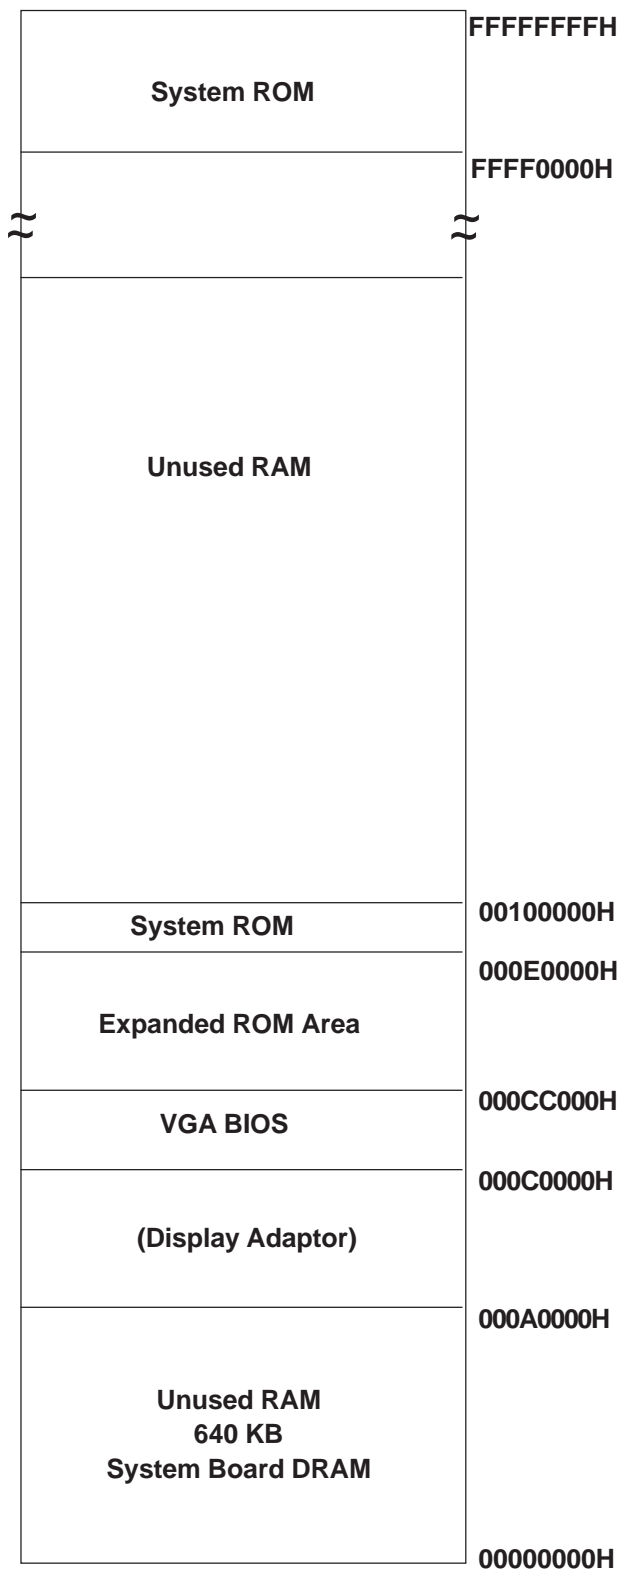 FFFFFFFFH
System ROM
FFFF0000H
Unused RAM
00100000H
System ROM
000E0000H
Expanded ROM Area
000CC000H
VGA BIOS
000C0000H
(Display Adaptor)
000A0000H
Unused RAM
640 KB
System Board DRAM
00000000H